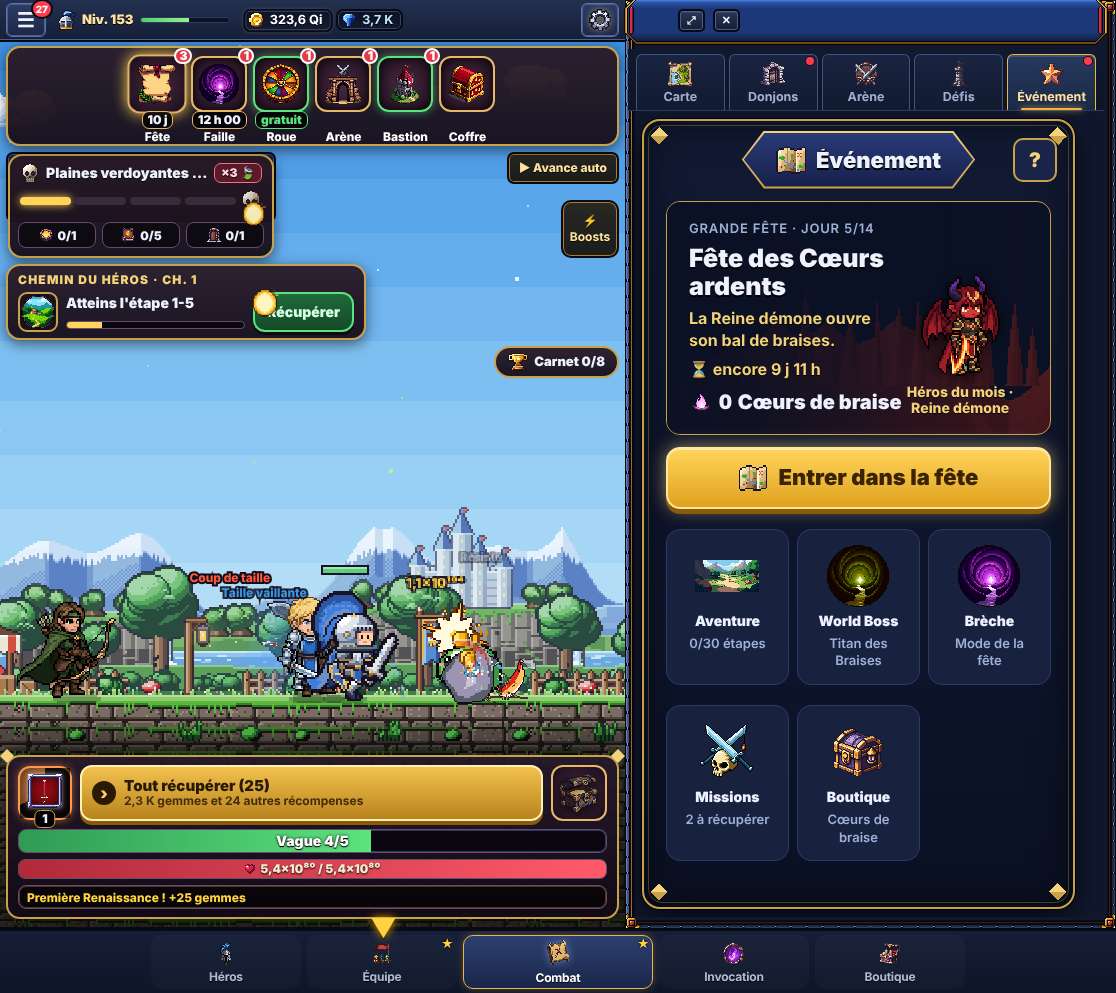 27
Niv. 153
323,6 Qi
3,7 K
3
1
1
1
1
10 j
12 h 00
gratuit
Fête
Faille
Roue
Arène
Bastion
Coffre
Plaines verdoyantes ...
×3
0/1
0/5
0/1
Avance auto
Boosts
CHEMIN DU HÉROS · CH. 1
Atteins l'étape 1-5
écupérer
Carnet 0/8
Coup de taille
Taille vaillante
1
Tout récupérer (25)
2,3 K gemmes et 24 autres récompenses
Vague 4/5
5,4×10⁸⁰ / 5,4×10⁸⁰
Première Renaissance ! +25 gemmes
Héros
Équipe
Combat
Invocation
Boutique
Carte
Donjons
Arène
Défis
Événement
Événement
?
GRANDE FÊTE · JOUR 5/14
Fête des Cœurs
ardents
La Reine démone ouvre
son bal de braises.
encore 9 j 11 h
0 Cœurs de braise
Héros du mois ·
Reine démone
Entrer dans la fête
Aventure
0/30 étapes
World Boss
Titan des
Braises
Brèche
Mode de la
fête
Missions
2 à récupérer
Boutique
Cœurs de
braise